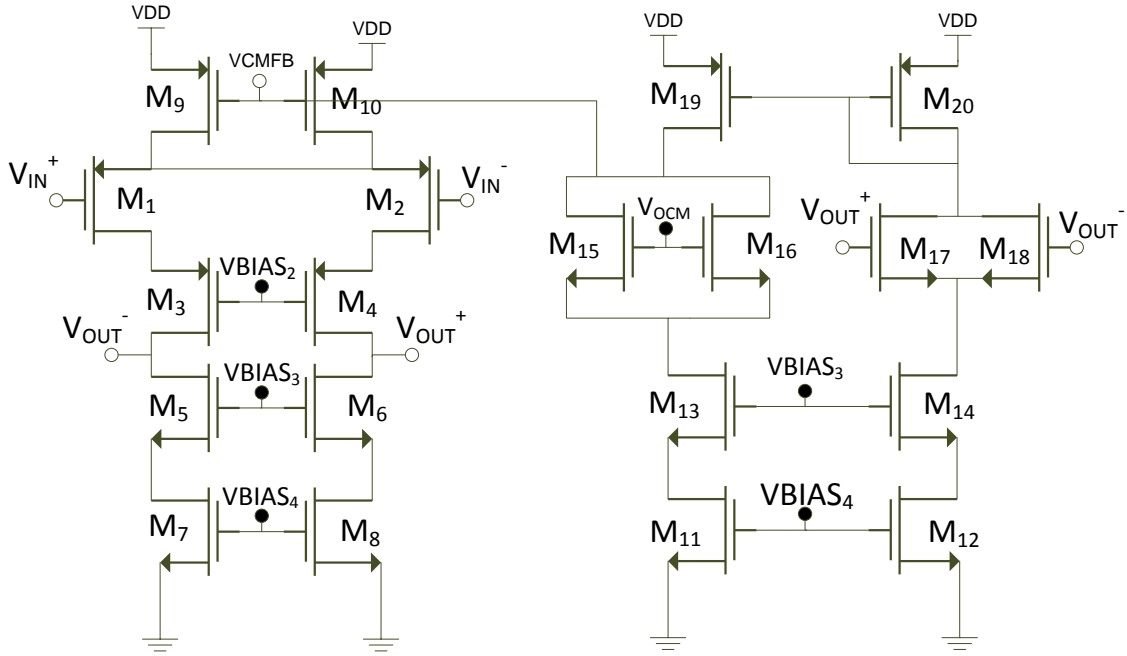 VDD
VDD
VDD
VDD
VCMFB
M9
M10
M19
M20
VIN+
M1
M2
VIN-
VOCM
VOUT+
VOUT-
M15
M16
M17
M18
M3
VBIAS2
M4
VOUT-
VOUT+
VBIAS3
VBIAS3
M5
M6
M13
M14
VBIAS4
VBIAS4
M7
M8
M11
M12